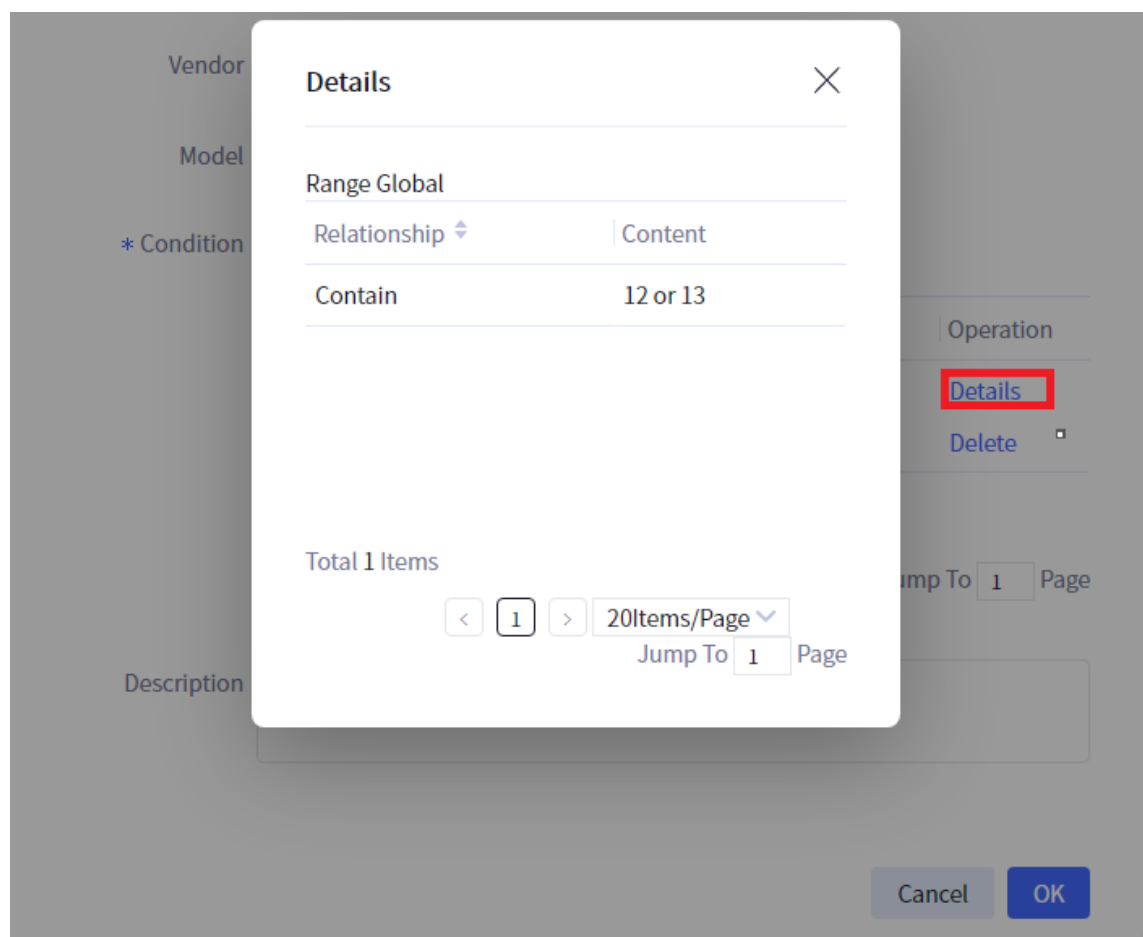 Vendor
Details
Model
Range Global
* Condition
Relationship
Content
Contain
12 or 13
Operation
Details
Delete
Total 1 Items
< 1 > 20Items/Page
Jump To 1 Page
ump To 1 Page
Description
Cancel
OK